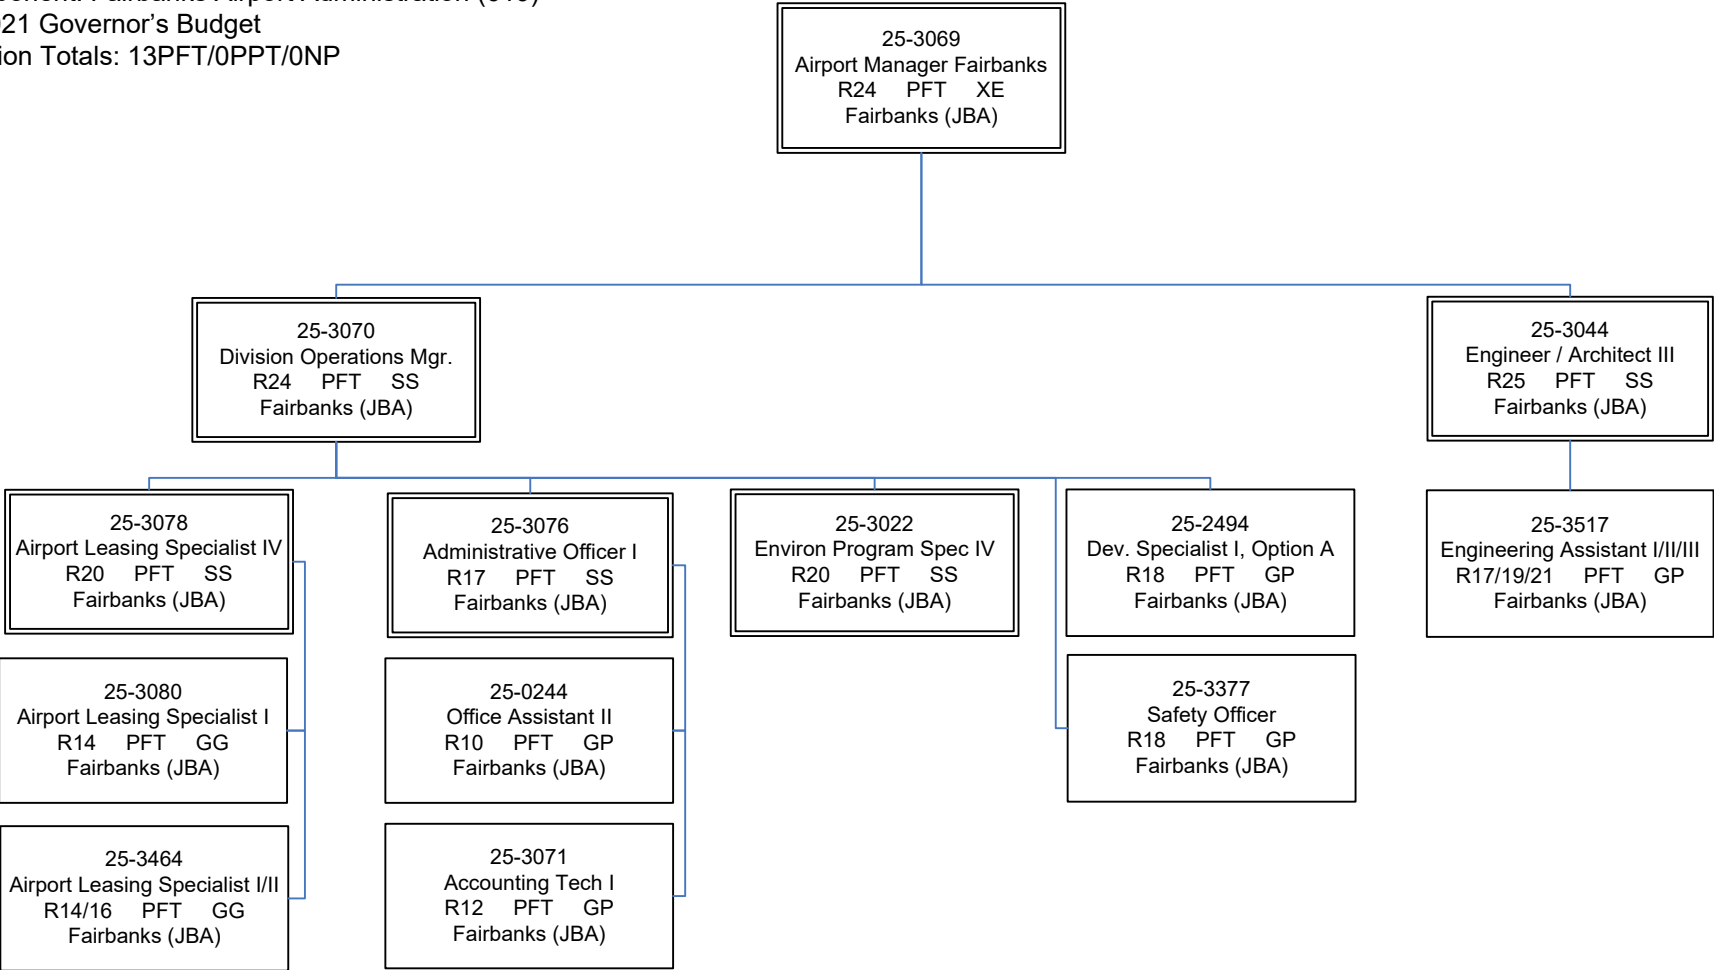 21 Governor's Budget
ion Totals: 13PFT/0PPT/0NP
25-3069
Airport Manager Fairbanks
R24 PFT XE
Fairbanks (JBA)
25-3070
Division Operations Mgr.
R24 PFT SS
Fairbanks (JBA)
25-3044
Engineer / Architect III
R25 PFT SS
Fairbanks (JBA)
25-3078
Airport Leasing Specialist IV
R20 PFT SS
Fairbanks (JBA)
25-3076
Administrative Officer I
R17 PFT SS
Fairbanks (JBA)
25-3022
Environ Program Spec IV
R20 PFT SS
Fairbanks (JBA)
25-2494
Dev. Specialist I, Option A
R18 PFT GP
Fairbanks (JBA)
25-3517
Engineering Assistant I/II/III
R17/19/21 PFT GP
Fairbanks (JBA)
25-3080
Airport Leasing Specialist I
R14 PFT GG
Fairbanks (JBA)
25-0244
Office Assistant II
R10 PFT GP
Fairbanks (JBA)
25-3377
Safety Officer
R18 PFT GP
Fairbanks (JBA)
25-3464
Airport Leasing Specialist I/II
R14/16 PFT GG
Fairbanks (JBA)
25-3071
Accounting Tech I
R12 PFT GP
Fairbanks (JBA)